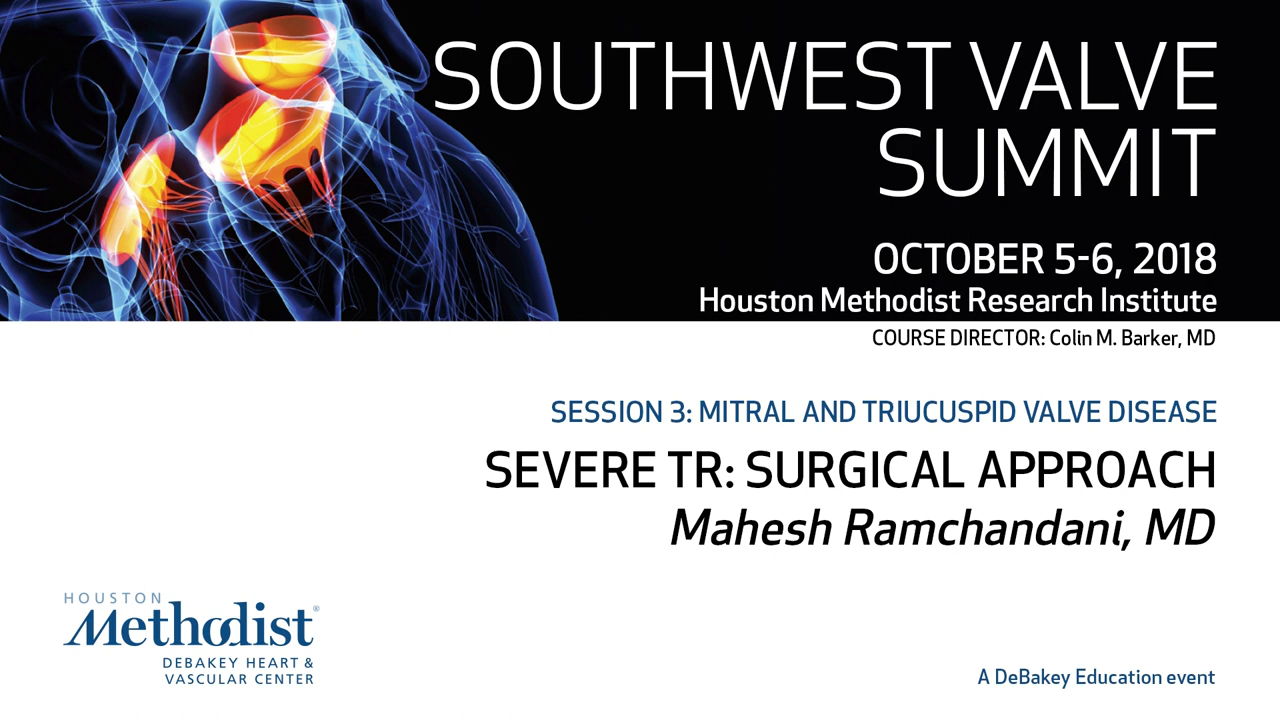 SOUTHWEST VALVE
SUMMIT
OCTOBER 5-6, 2018
Houston Methodist Research Institute
COURSE DIRECTOR: Colin M. Barker, MD
SESSION 3: MITRAL AND TRIUCUSPID VALVE DISEASE
SEVERE TR: SURGICAL APPROACH
Mahesh Ramchandani, MD
HOUSTON
Methodist®
DEBAKEY HEART &
VASCULAR CENTER
A DeBakey Education event